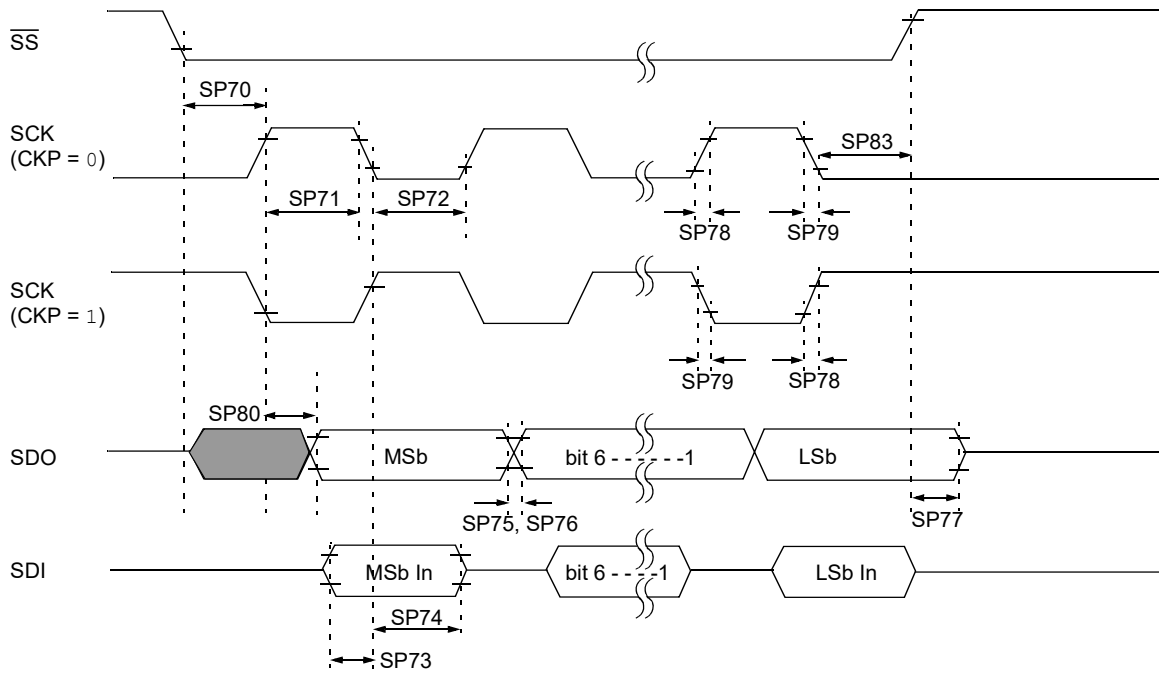 SS
SP70
SCK
(CKP = 0)
SP83
SP71
SP72
SP78
SP79
SCK
(CKP = 1)
SP79
SP78
SP80
SDO
MSb
bit 6 - - - - - -1
LSb
SP75, SP76
SP77
SDI
MSb In
bit 6 - - - - -1
LSb In
SP74
SP73